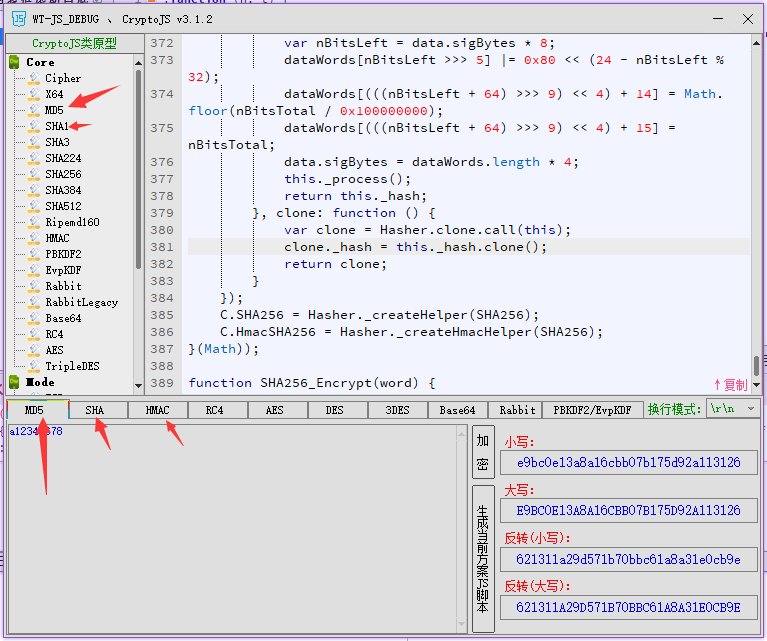 WT-JS_DEBUG 、 CryptoJS v3.1.2
CryptoJS类原型
Core
Cipher
X64
MD5
SHA1
SHA3
SHA224
SHA256
SHA384
SHA512
Ripemd160
HMAC
PBKDF2
EvpKDF
Rabbit
RabbitLegacy
Base64
RC4
AES
TripleDES
Mode
372 var nBitsLeft = data.sigBytes * 8;
373 dataWords[nBitsLeft >>> 5] |= 0x80 << (24 - nBitsLeft %
32);
374 dataWords[(((nBitsLeft + 64) >>> 9) << 4) + 14] = Math.
floor(nBitsTotal / 0x100000000);
375 dataWords[(((nBitsLeft + 64) >>> 9) << 4) + 15] =
nBitsTotal;
376 data.sigBytes = dataWords.length * 4;
377 this._process();
378 return this._hash;
379 }, clone: function () {
380 var clone = Hasher.clone.call(this);
381 clone._hash = this._hash.clone();
382 return clone;
383 }
384 });
385 C.SHA256 = Hasher._createHelper(SHA256);
386 C.HmacSHA256 = Hasher._createHmacHelper(SHA256);
387 }(Math));
388
389 function SHA256_Encrypt(word) {
↑复制
MD5 SHA HMAC RC4 AES DES 3DES Base64 Rabbit PBKDF2/EvpKDF 换行模式: \r\n
加密
生成当前方案JS脚本
小写:
e9bc0e13a8a16cbb07b175d92a113126
大写:
E9BC0E13A8A16CBB07B175D92A113126
反转(小写):
621311a29d571b70bbc61a8a31e0cb9e
反转(大写):
621311A29D571B70BBC61A8A31E0CB9E